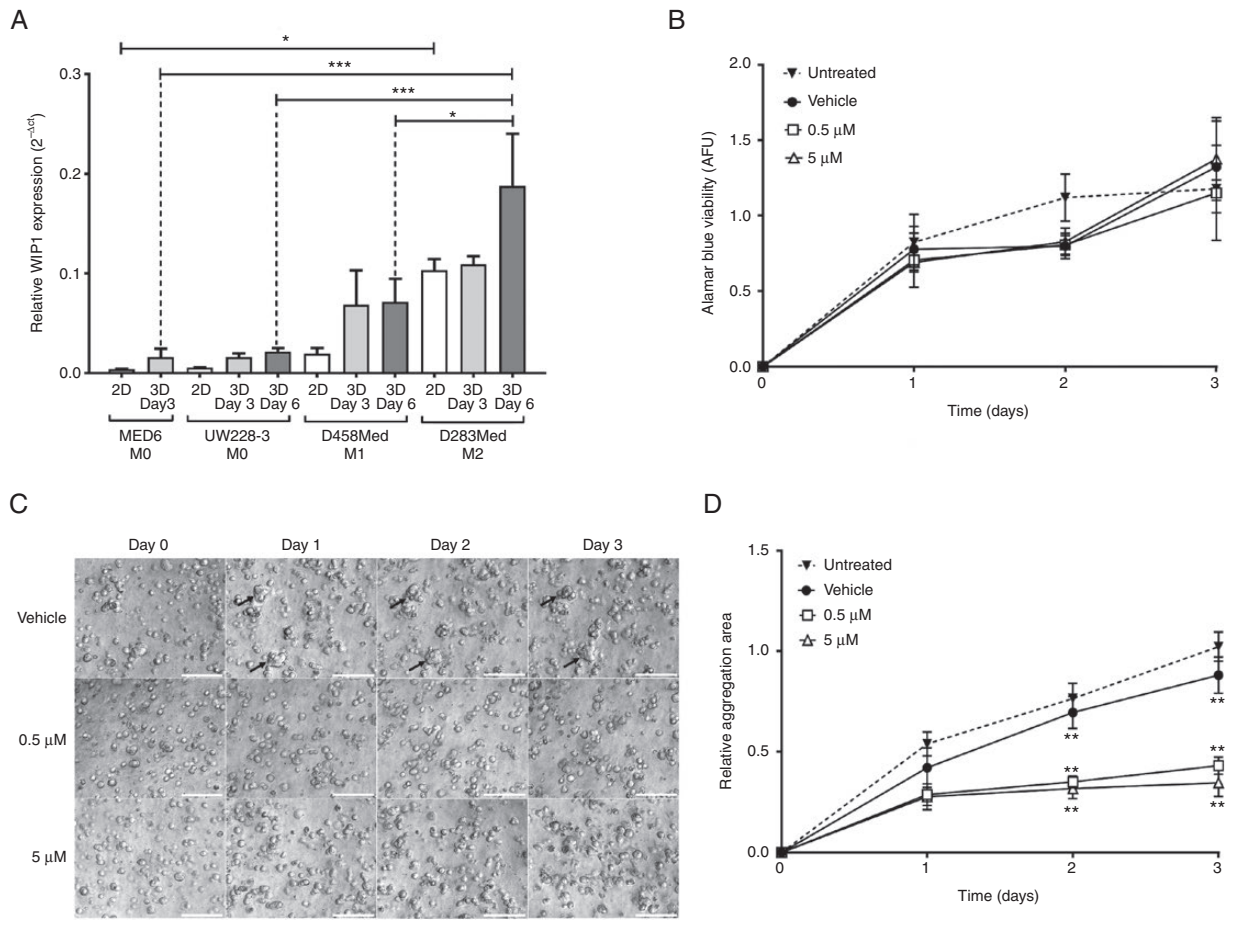 A
*
***
***
*
Relative WIP1 expression (2⁻Δct)
0.3
0.2
0.1
0.0
2D 3D 2D 3D 3D 2D 3D 3D 2D 3D 3D
Day3 Day 3 Day 6 Day 3 Day 6 Day 3 Day 6
MED6 UW228-3 D458Med D283Med
M0 M0 M1 M2
B
Alamar blue viability (AFU)
2.0
1.5
1.0
0.5
0.0
Untreated
Vehicle
0.5 μM
5 μM
0 1 2 3
Time (days)
C
Day 0 Day 1 Day 2 Day 3
Vehicle
0.5 μM
5 μM
D
Relative aggregation area
1.5
1.0
0.5
0.0
Untreated
Vehicle
0.5 μM
5 μM
**
**
**
**
**
**
0 1 2 3
Time (days)